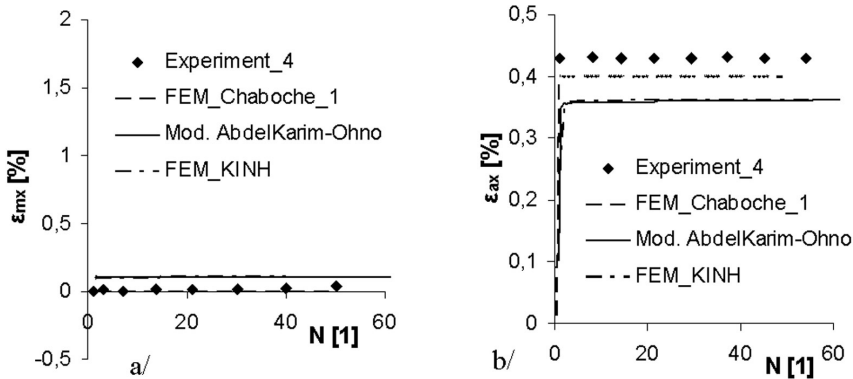 2
1,5
1
0,5
0
-0,5
εmx [%]
Experiment_4
FEM_Chaboche_1
Mod. AbdelKarim-Ohno
FEM_KINH
0 20 40 60
N [1]
a/
0,5
0,4
0,3
0,2
0,1
0
εax [%]
Experiment_4
FEM_Chaboche_1
Mod. AbdelKarim-Ohno
FEM_KINH
0 20 40 60
N [1]
b/